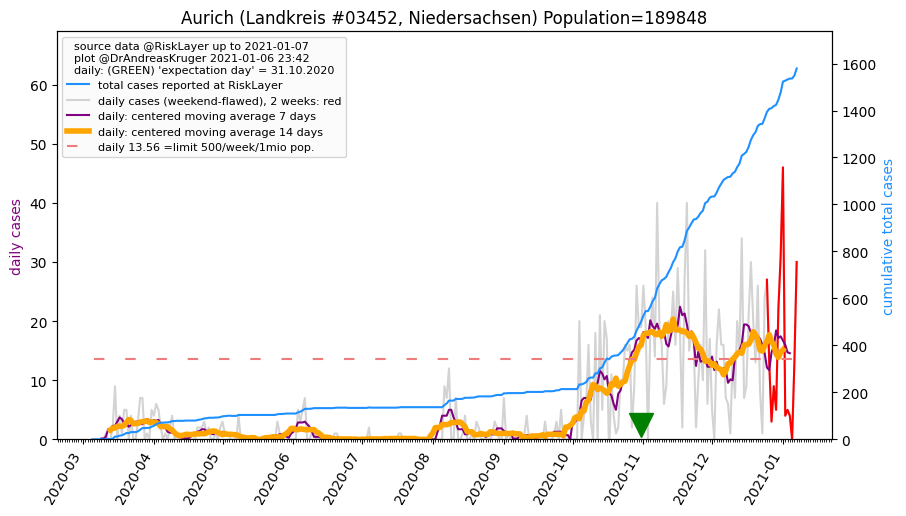 Aurich (Landkreis #03452, Niedersachsen) Population=189848
source data @RiskLayer up to 2021-01-07
plot @DrAndreasKruger 2021-01-06 23:42
daily: (GREEN) 'expectation day' = 31.10.2020
total cases reported at RiskLayer
daily cases (weekend-flawed), 2 weeks: red
daily: centered moving average 7 days
daily: centered moving average 14 days
daily 13.56 =limit 500/week/1mio pop.
daily cases
60
50
40
30
20
10
0
1600
1400
1200
1000
800
600
400
200
0
cumulative total cases
2020-03
2020-04
2020-05
2020-06
2020-07
2020-08
2020-09
2020-10
2020-11
2020-12
2021-01